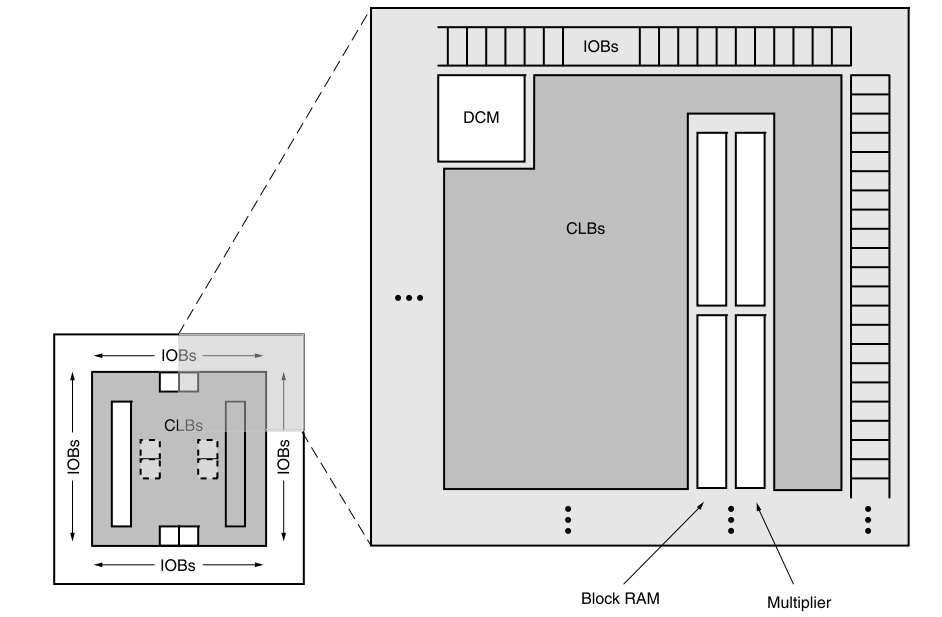 IOBs
DCM
CLBs
IOBs
CLBs
IOBs
IOBs
IOBs
Block RAM
Multiplier